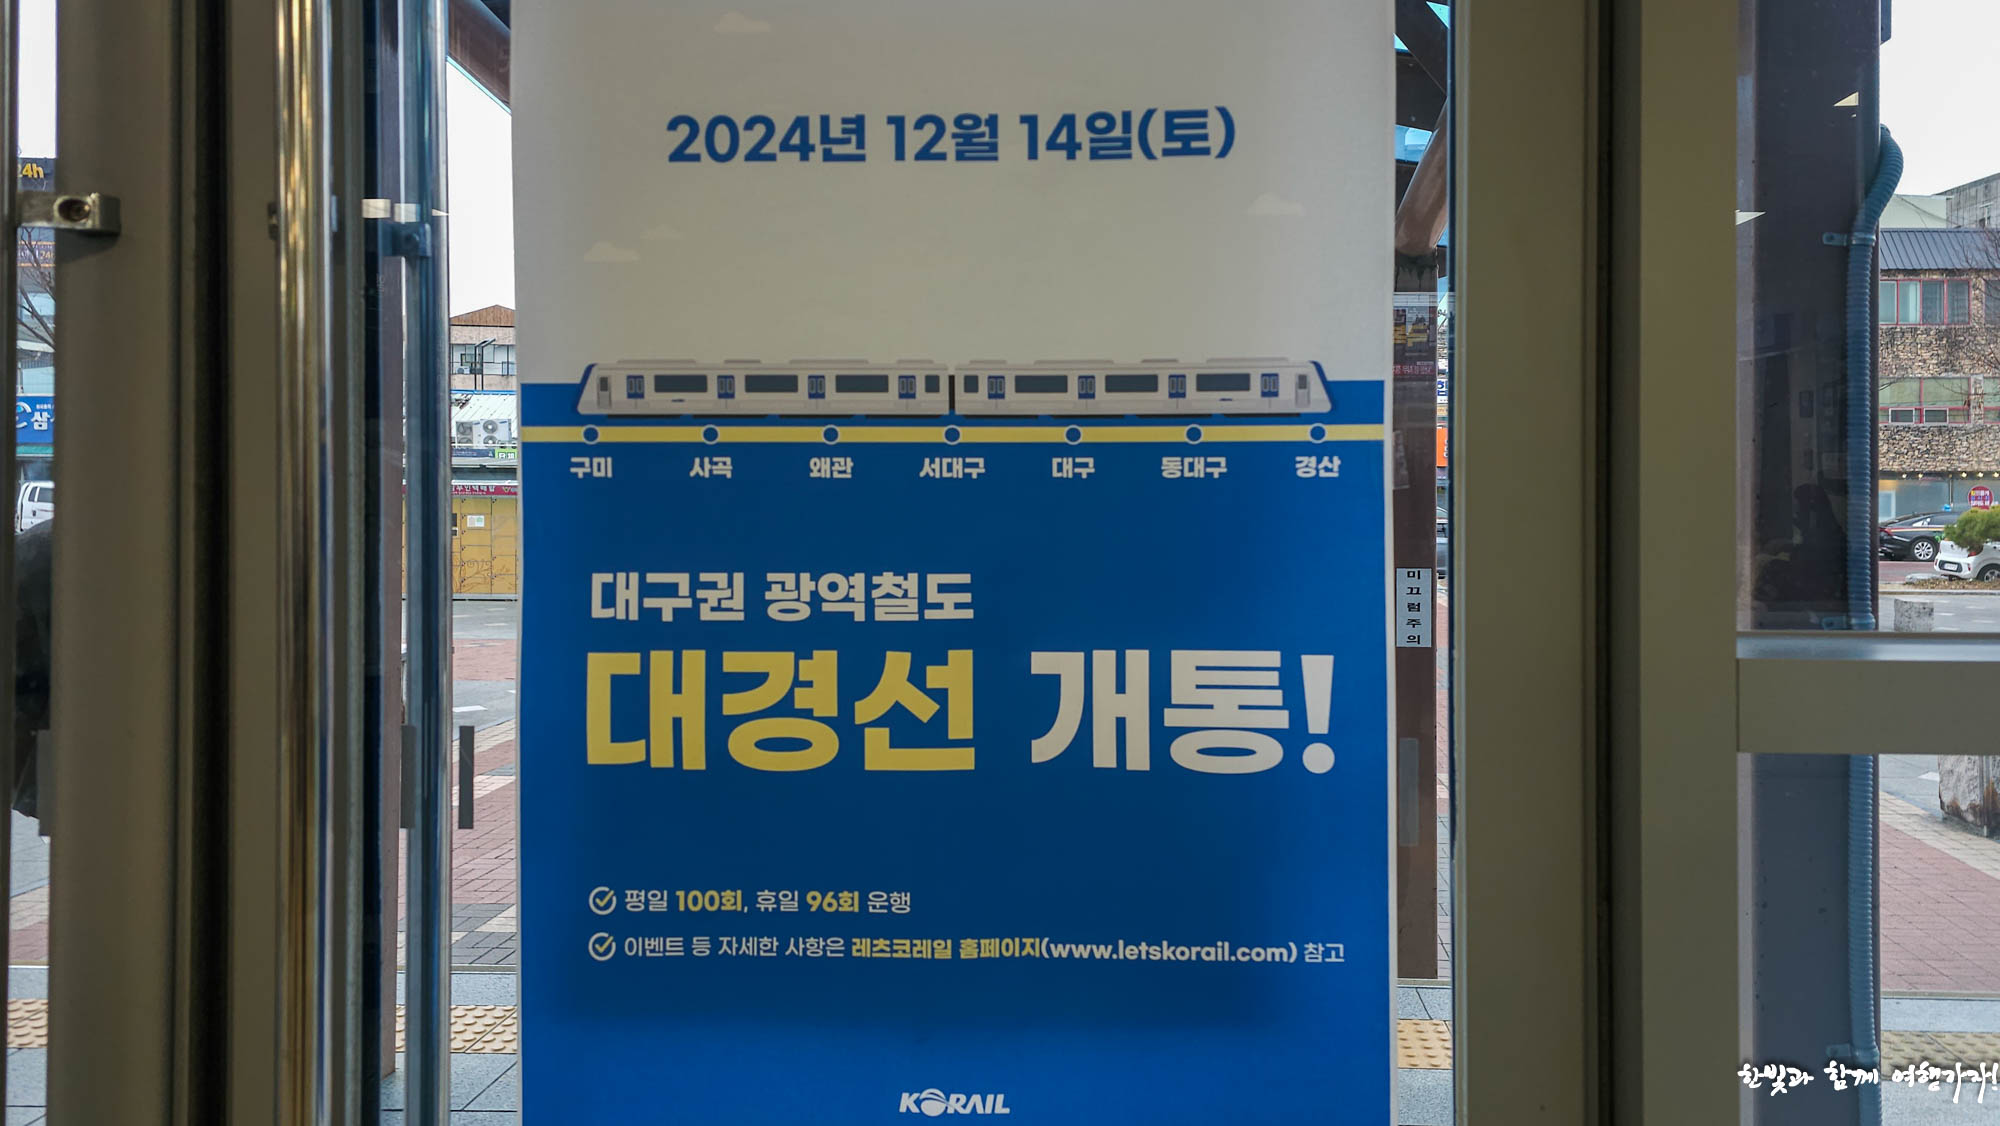 2024년 12월 14일(토)
구미 사곡 왜관 서대구 대구 동대구 경산
대구권 광역철도
대경선 개통!
평일 100회, 휴일 96회 운행
이벤트 등 자세한 사항은 레츠코레일 홈페이지(www.letskorail.com) 참고
KORAIL
미끄럼주의
24h
삼
한빛과 함께 여행가자!